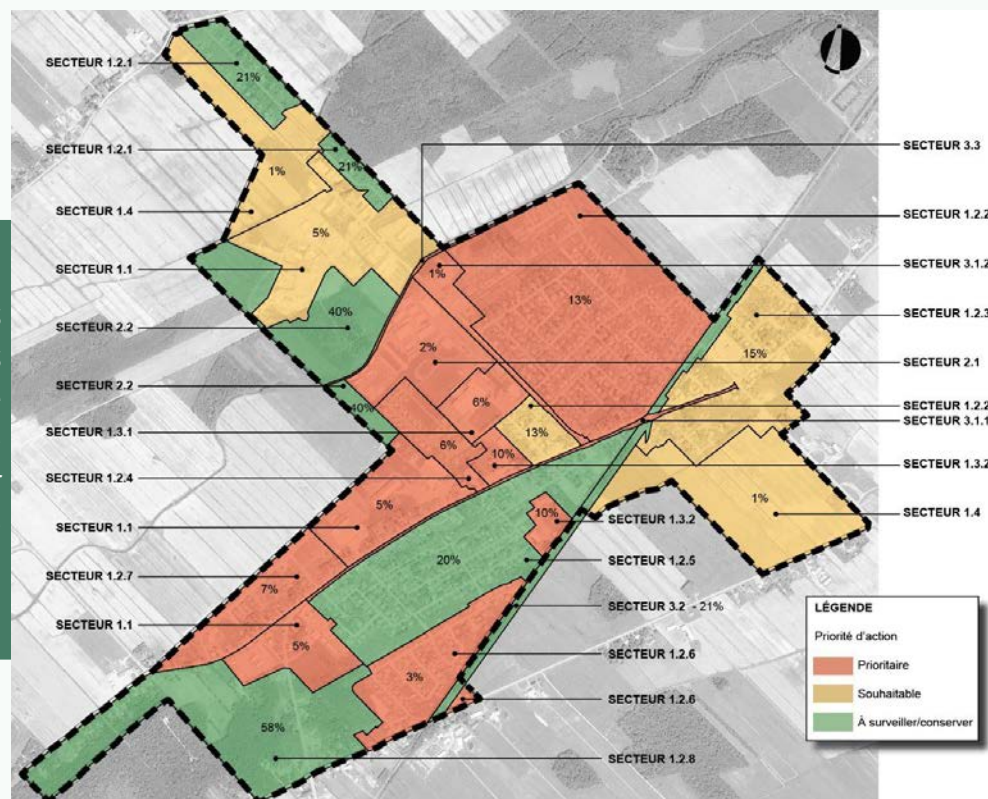 SECTEUR 1.2.1
SECTEUR 1.2.1
SECTEUR 1.4
SECTEUR 1.1
SECTEUR 2.2
SECTEUR 2.2
SECTEUR 1.3.1
SECTEUR 1.2.4
SECTEUR 1.1
SECTEUR 1.2.7
SECTEUR 1.1
21%
21%
1%
5%
40%
40%
1%
13%
2%
6%
13%
6%
10%
5%
7%
5%
20%
10%
3%
58%
15%
1%
SECTEUR 3.3
SECTEUR 1.2.2
SECTEUR 3.1.2
SECTEUR 1.2.3
SECTEUR 2.1
SECTEUR 1.2.2
SECTEUR 3.1.1
SECTEUR 1.3.2
SECTEUR 1.4
SECTEUR 1.3.2
SECTEUR 1.2.5
SECTEUR 3.2 - 21%
SECTEUR 1.2.6
SECTEUR 1.2.6
SECTEUR 1.2.8
LÉGENDE
Priorité d'action
Prioritaire
Souhaitable
À surveiller/conserver